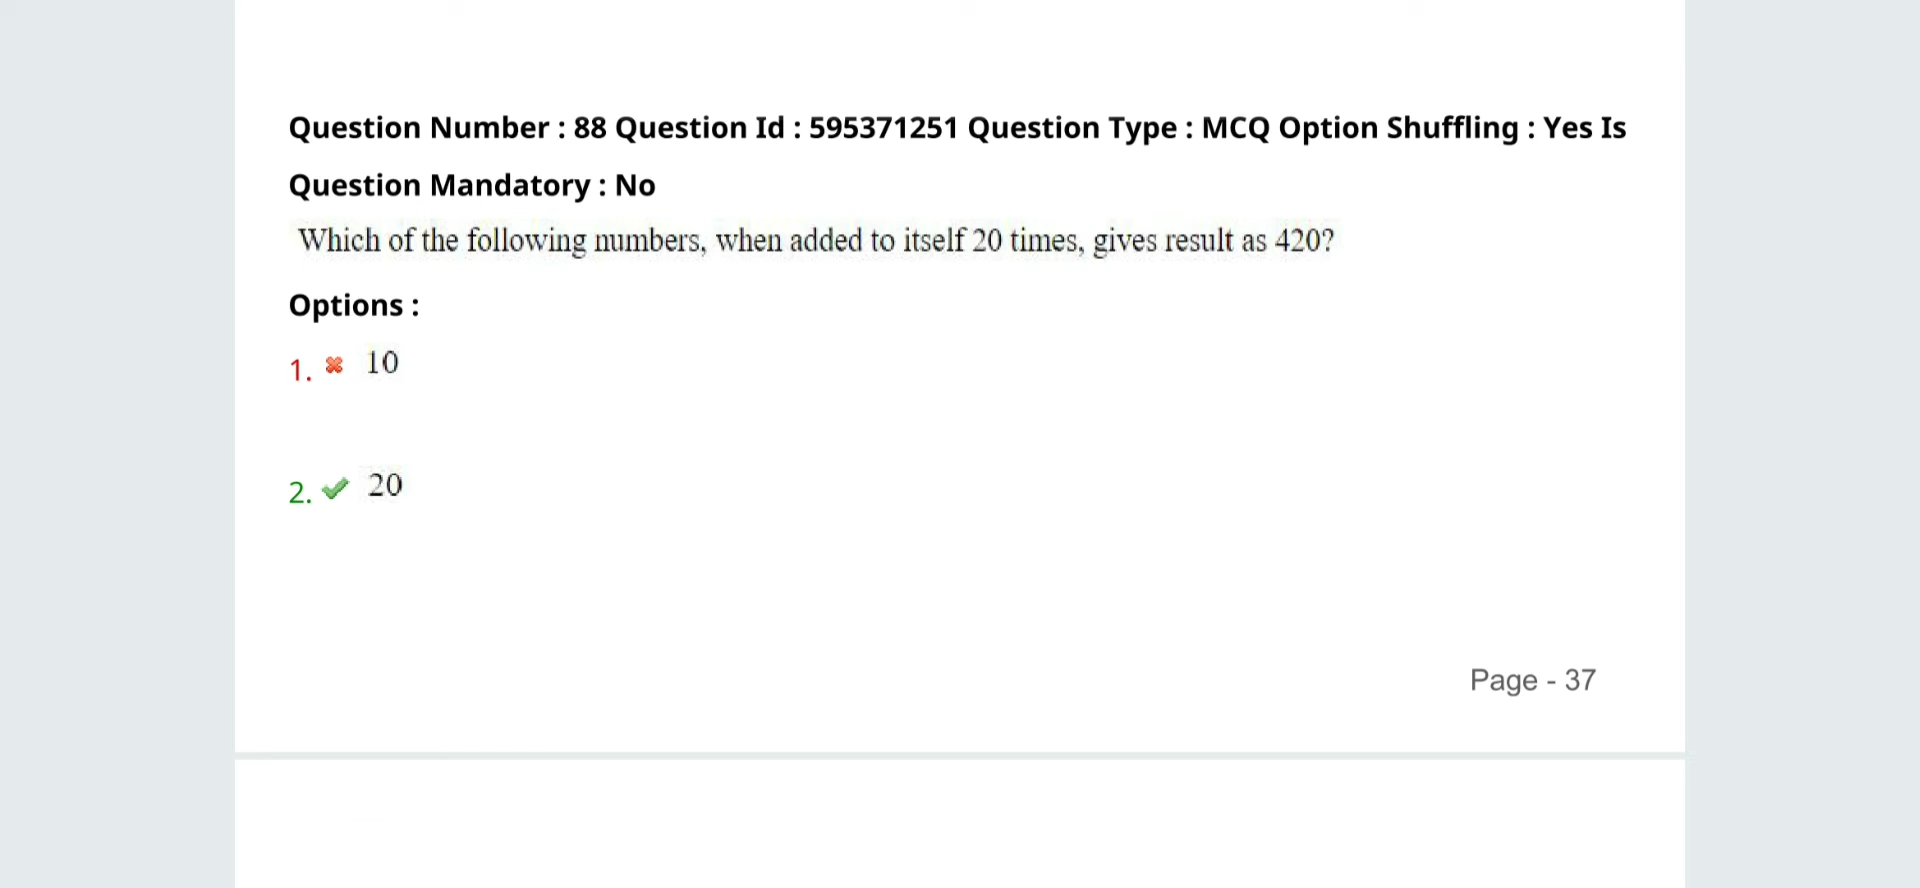 Question Number : 88 Question Id : 595371251 Question Type : MCQ Option Shuffling : Yes Is
Question Mandatory : No
Which of the following numbers, when added to itself 20 times, gives result as 420?
Options :
1. 10
2. 20
Page - 37